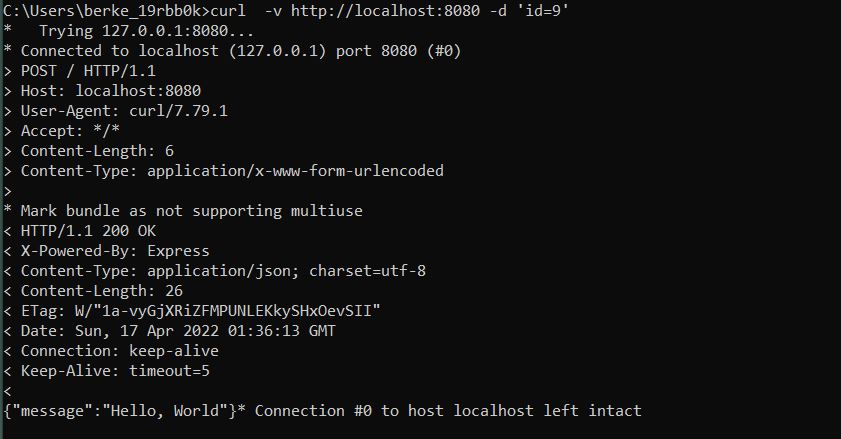 C:\Users\berke_19rbb0k>curl  -v http://localhost:8080 -d 'id=9'
*   Trying 127.0.0.1:8080...
* Connected to localhost (127.0.0.1) port 8080 (#0)
> POST / HTTP/1.1
> Host: localhost:8080
> User-Agent: curl/7.79.1
> Accept: */*
> Content-Length: 6
> Content-Type: application/x-www-form-urlencoded
>
* Mark bundle as not supporting multiuse
< HTTP/1.1 200 OK
< X-Powered-By: Express
< Content-Type: application/json; charset=utf-8
< Content-Length: 26
< ETag: W/"1a-vyGjXRiZFMPUNLEKkySHxOevSII"
< Date: Sun, 17 Apr 2022 01:36:13 GMT
< Connection: keep-alive
< Keep-Alive: timeout=5
<
{"message":"Hello, World"}* Connection #0 to host localhost left intact